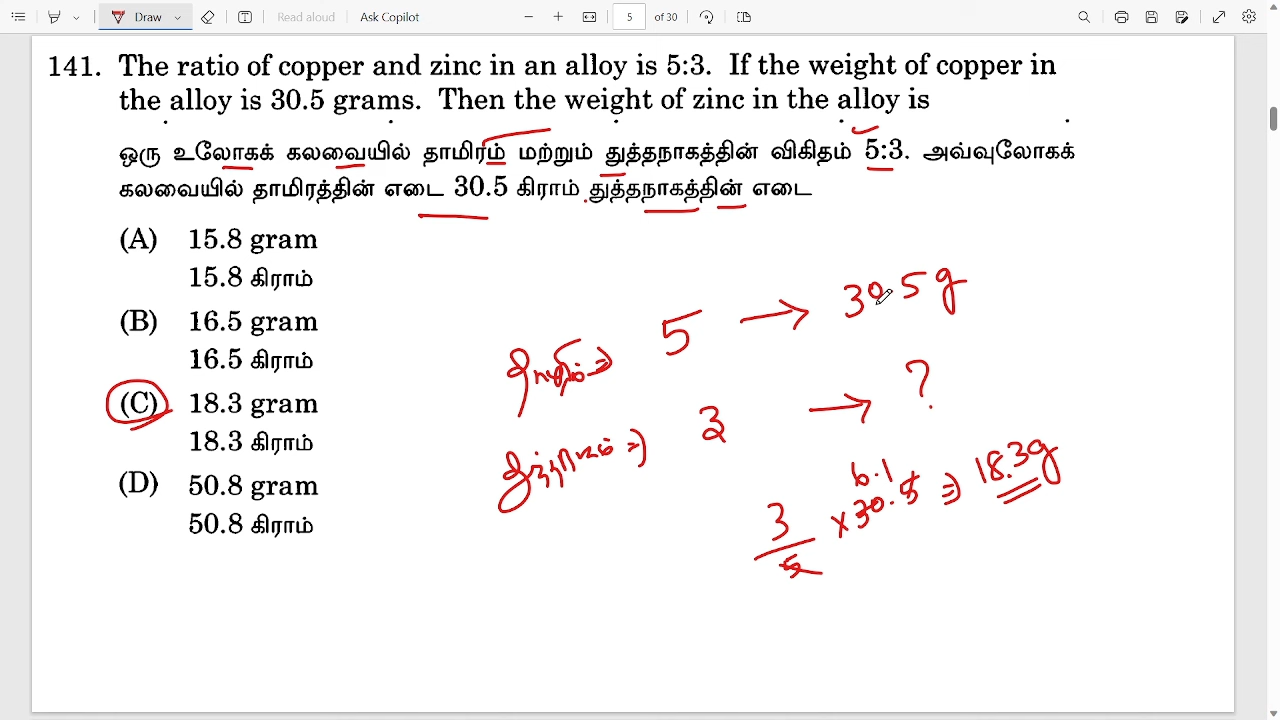 Draw
Read aloud
Ask Copilot
5
of 30
141. The ratio of copper and zinc in an alloy is 5:3. If the weight of copper in
the alloy is 30.5 grams. Then the weight of zinc in the alloy is
ஒரு உலோகக் கலவையில் தாமிரம் மற்றும் துத்தநாகத்தின் விகிதம் 5:3. அவ்வுலோகக்
கலவையில் தாமிரத்தின் எடை 30.5 கிராம் துத்தநாகத்தின் எடை
(A) 15.8 gram
15.8 கிராம்
(B) 16.5 gram
16.5 கிராம்
(C) 18.3 gram
18.3 கிராம்
(D) 50.8 gram
50.8 கிராம்
5 → 30.5 g
3 → ?
6.1
3/5 × 30.5 ⇒ 18.3g